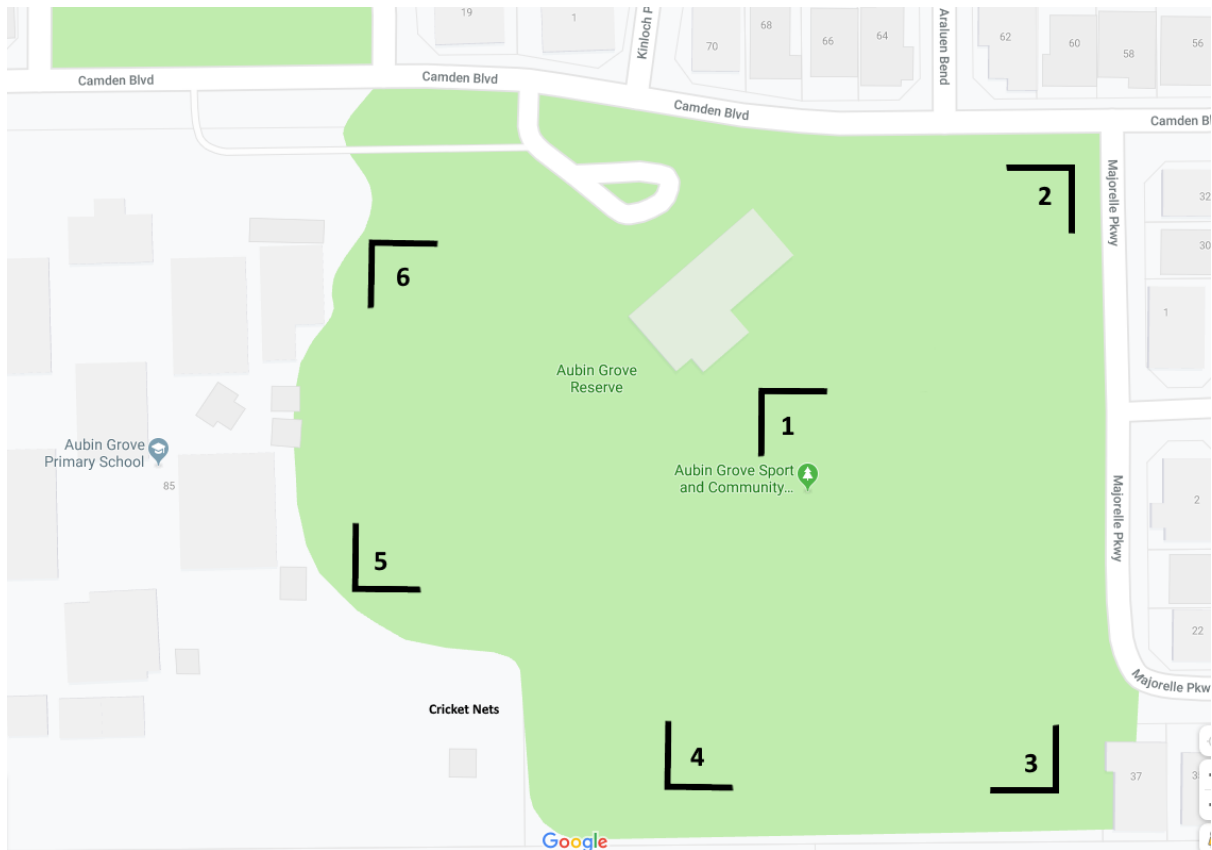 19
1
Kinloch P
68
66
64
70
Araluen Bend
62
60
58
56
Camden Blvd
Camden Blvd
Camden Blvd
Camden Bl
2
Majorelle Pkwy
32
30
6
1
Aubin Grove
Reserve
1
Aubin Grove Sport
and Community...
Aubin Grove
Primary School
85
Majorelle Pkwy
2
5
22
Majorelle Pkw
Cricket Nets
4
3
37
Google